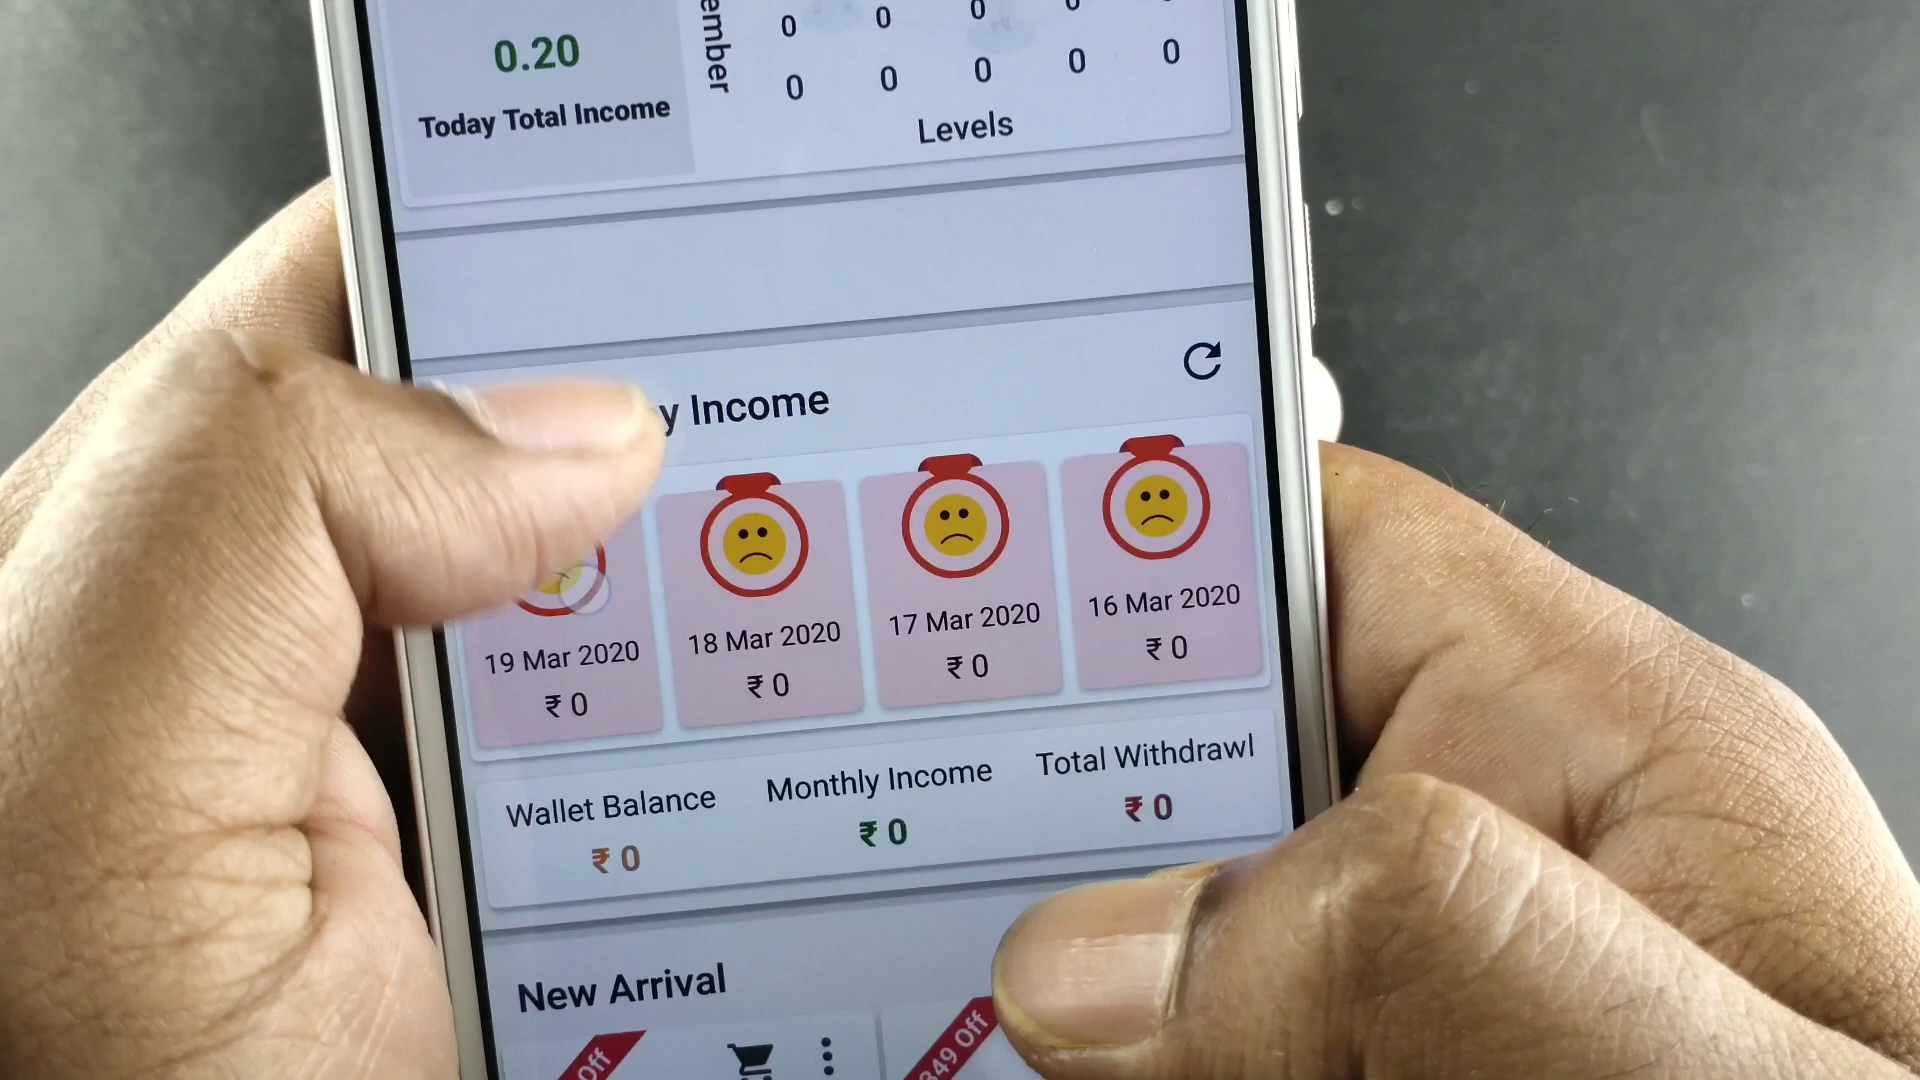 0.20
Today Total Income
ember
0 0 0 0
0 0 0 0 0
Levels
y Income
19 Mar 2020
₹ 0
18 Mar 2020
₹ 0
17 Mar 2020
₹ 0
16 Mar 2020
₹ 0
Wallet Balance
₹ 0
Monthly Income
₹ 0
Total Withdrawl
₹ 0
New Arrival
Off
349 Off